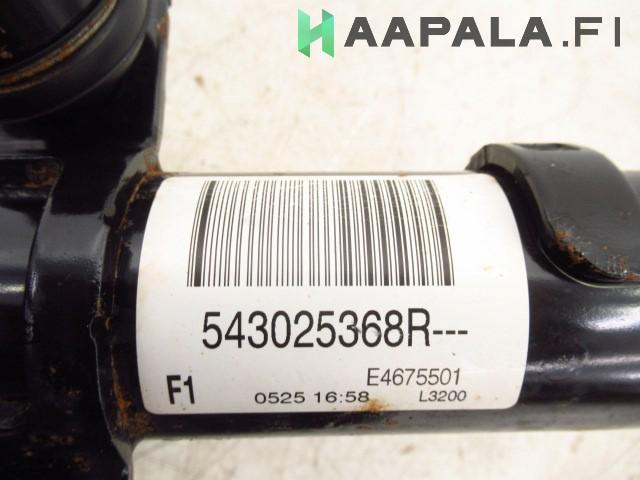 HAAPALA.FI
543025368R---
F1
E4675501
0525 16:58
L3200